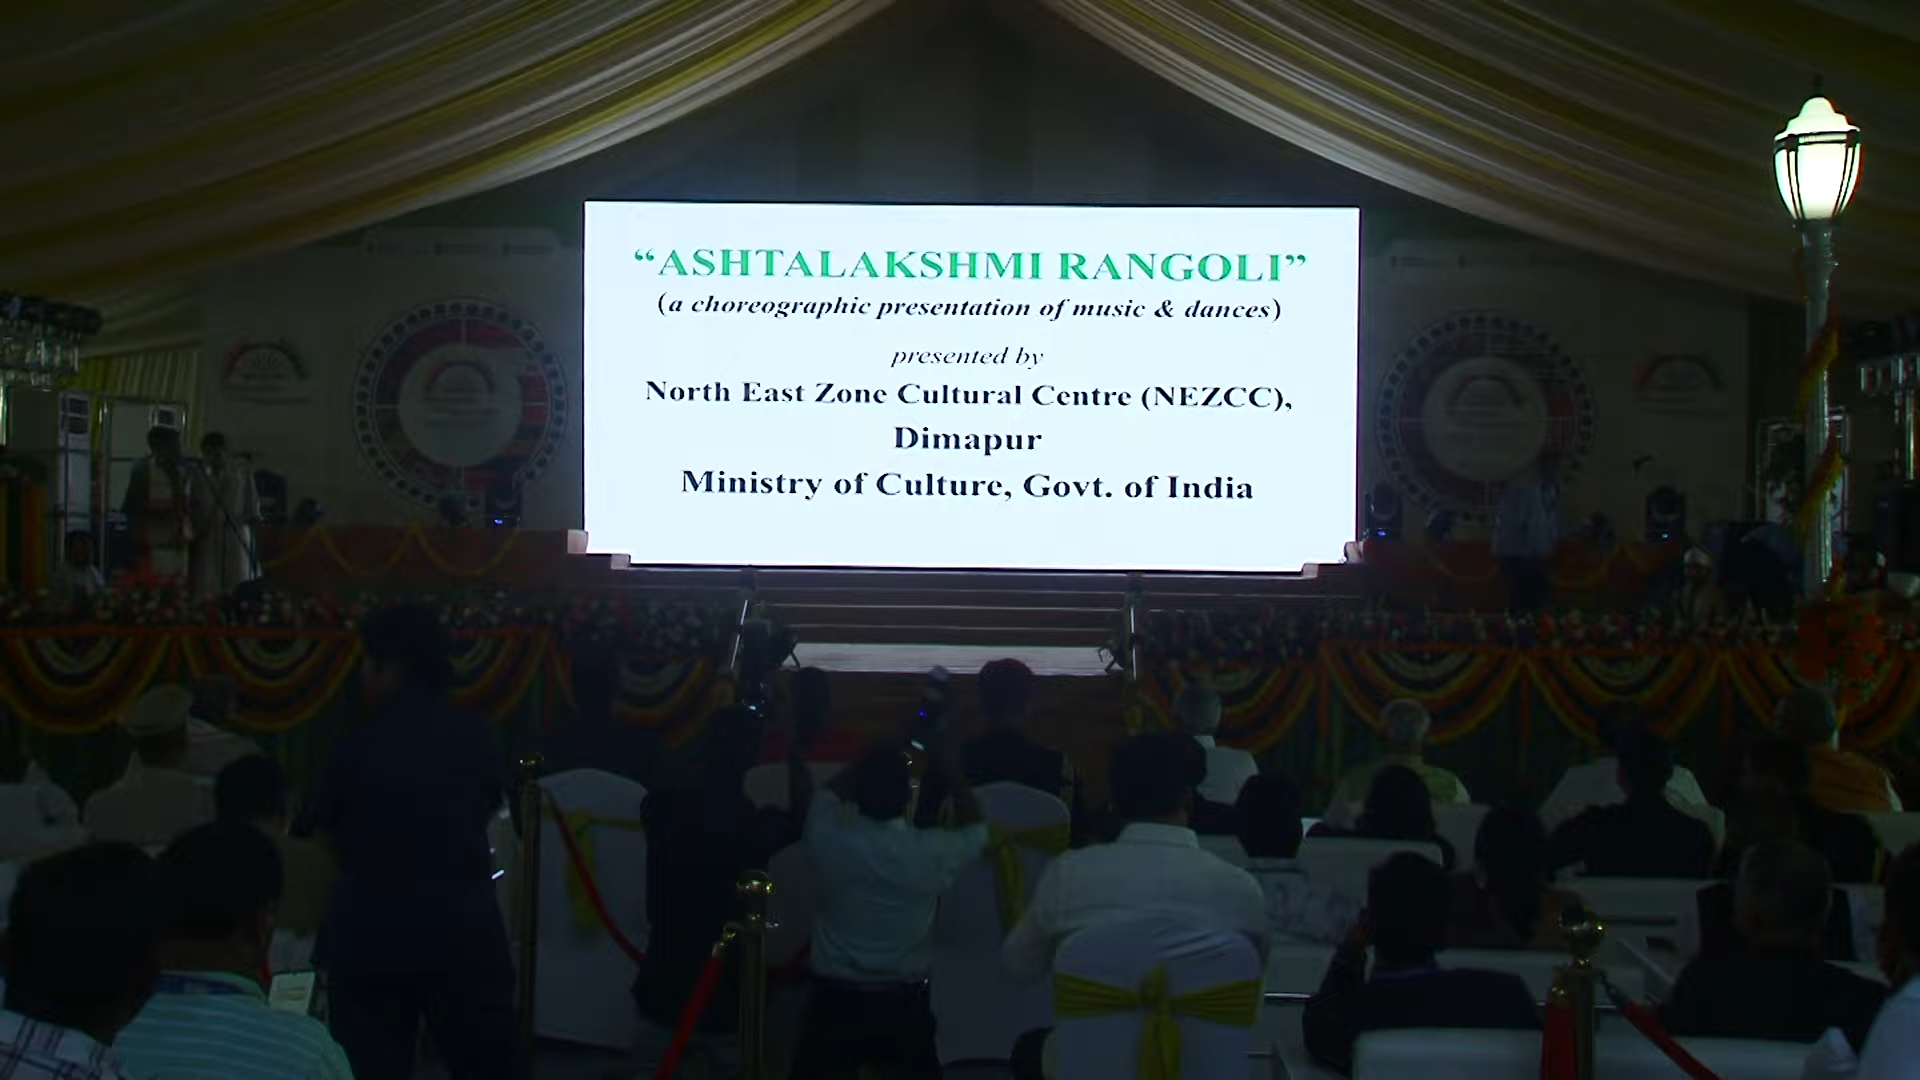 “ASHTALAKSHMI RANGOLI”
(a choreographic presentation of music & dances)
presented by
North East Zone Cultural Centre (NEZCC),
Dimapur
Ministry of Culture, Govt. of India